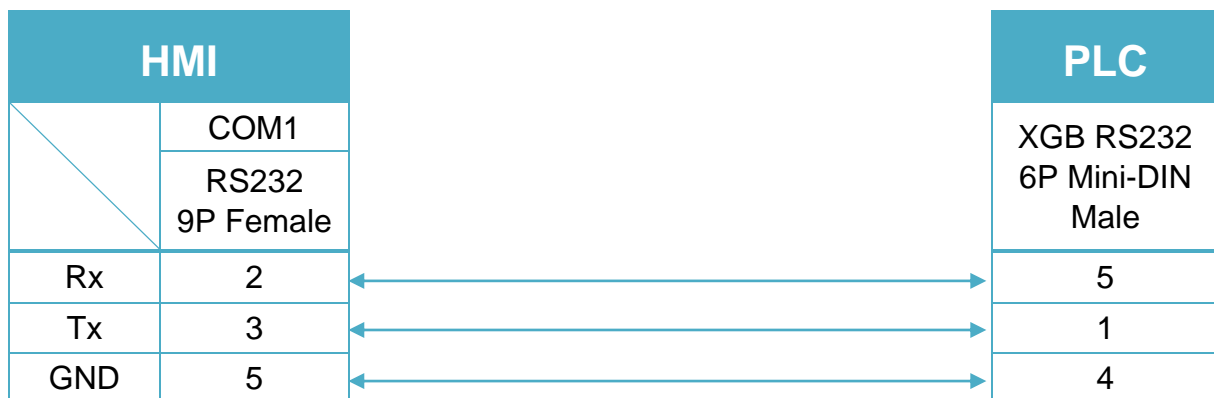 HMI
PLC
COM1
RS232
9P Female
XGB RS232
6P Mini-DIN
Male
Rx 2 5
Tx 3 1
GND 5 4